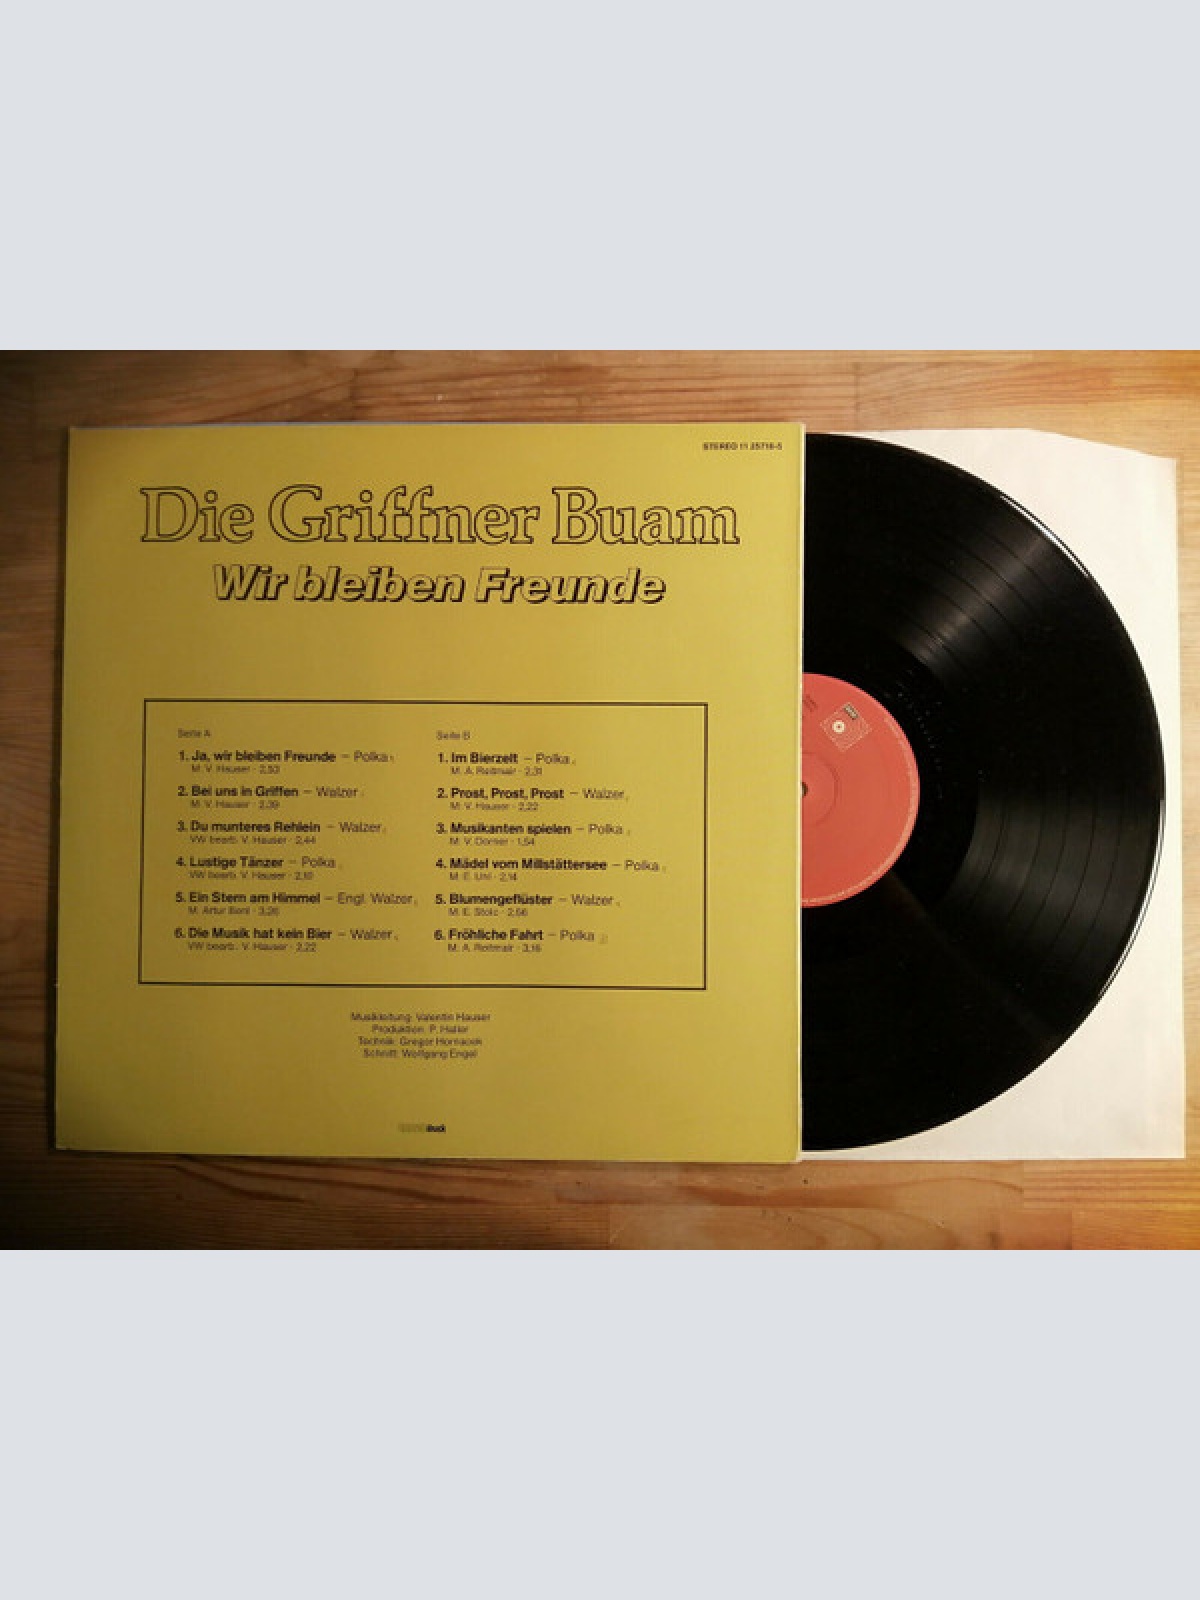 STEREO 11 25716-5
Die Griffner Buam
Wir bleiben Freunde
Seite A
1. Ja, wir bleiben Freunde – Polka
M. V. Hauser · 2,53
2. Bei uns in Griffen – Walzer
M. V. Hauser · 2,39
3. Du munteres Rehlein – Walzer
VW bearb. V. Hauser · 2,44
4. Lustige Tänzer – Polka
VW bearb. V. Hauser · 2,10
5. Ein Stern am Himmel – Engl. Walzer
M. Artur Beni · 3,26
6. Die Musik hat kein Bier – Walzer
VW bearb. V. Hauser · 2,22
Seite B
1. Im Bierzelt – Polka
M. A. Reitmair · 2,31
2. Prost, Prost, Prost – Walzer
M. V. Hauser · 2,22
3. Musikanten spielen – Polka
M. V. Dorner · 1,54
4. Mädel vom Millstättersee – Polka
M. E. Uhl · 2,14
5. Blumengeflüster – Walzer
M. E. Stolc · 2,56
6. Fröhliche Fahrt – Polka
M. A. Reitmair · 3,16
Musikleitung: Valentin Hauser
Produktion: P. Haller
Technik: Gregor Hornacek
Schnitt: Wolfgang Engel
druck